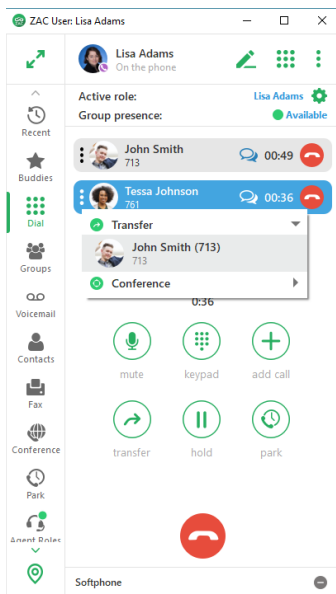 ZAC User: Lisa Adams
Lisa Adams
On the phone
Active role: Lisa Adams
Group presence: Available
Recent
Buddies
Dial
Groups
Voicemail
Contacts
Fax
Conference
Park
Agent Roles
John Smith
713
00:49
Tessa Johnson
761
00:36
Transfer
John Smith (713)
713
Conference
0:36
mute keypad add call
transfer hold park
Softphone